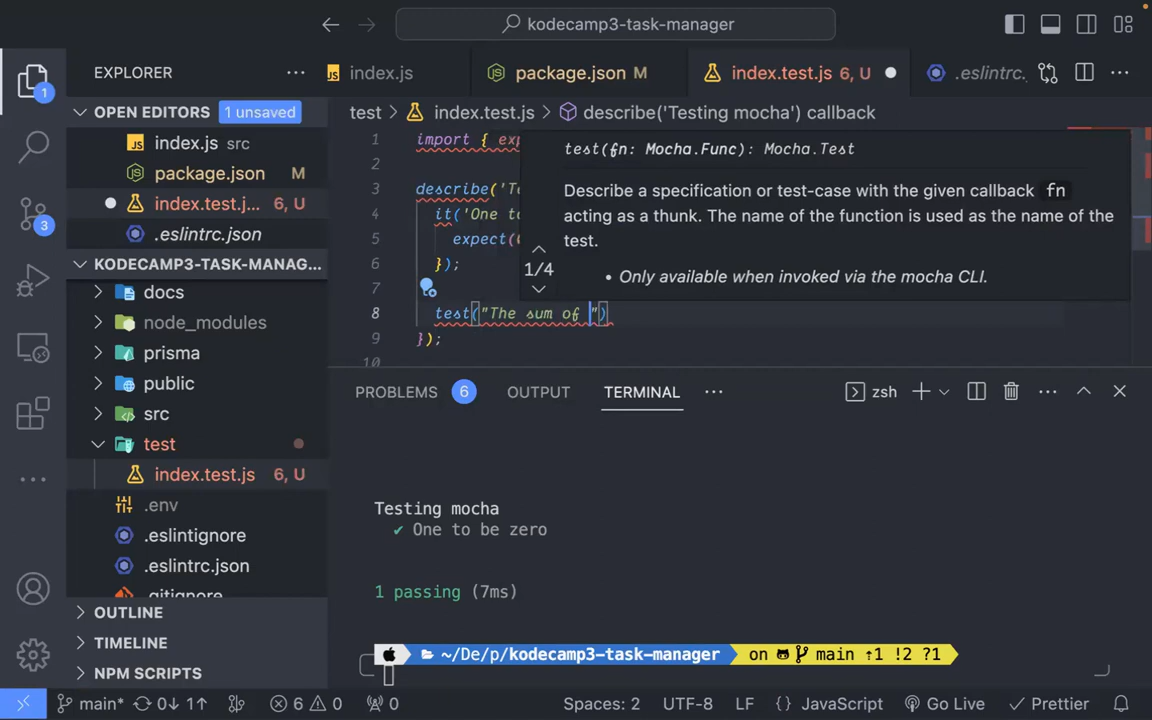 kodecamp3-task-manager
EXPLORER
index.js
package.json M
index.test.js 6, U
.eslintrc.
OPEN EDITORS 1 unsaved
test > index.test.js > describe('Testing mocha') callback
index.js src
package.json M
index.test.j... 6, U
.eslintrc.json
KODECAMP3-TASK-MANAG...
docs
node_modules
prisma
public
src
test
index.test.js 6, U
.env
.eslintignore
.eslintrc.json
.gitignore
OUTLINE
TIMELINE
NPM SCRIPTS
1 import { exp
2
3 describe('Te
4 it('One to
5 expect(
6 });
7
8 test("The sum of ")
9 });
10
test(fn: Mocha.Func): Mocha.Test
Describe a specification or test-case with the given callback fn
acting as a thunk. The name of the function is used as the name of the
test.
• Only available when invoked via the mocha CLI.
1/4
PROBLEMS 6 OUTPUT TERMINAL ... zsh
Testing mocha
✔ One to be zero
1 passing (7ms)
~/De/p/kodecamp3-task-manager on main ↑1 !2 ?1
main* 0↓ 1↑ 6 0 0 Spaces: 2 UTF-8 LF {} JavaScript Go Live Prettier
1
3